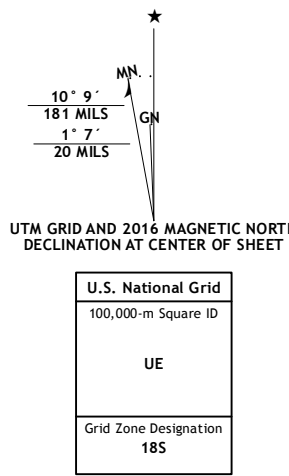 ★
MN
10° 9´
181 MILS
GN
1° 7´
20 MILS
UTM GRID AND 2016 MAGNETIC NORTH
DECLINATION AT CENTER OF SHEET
U.S. National Grid
100,000-m Square ID
UE
Grid Zone Designation
18S